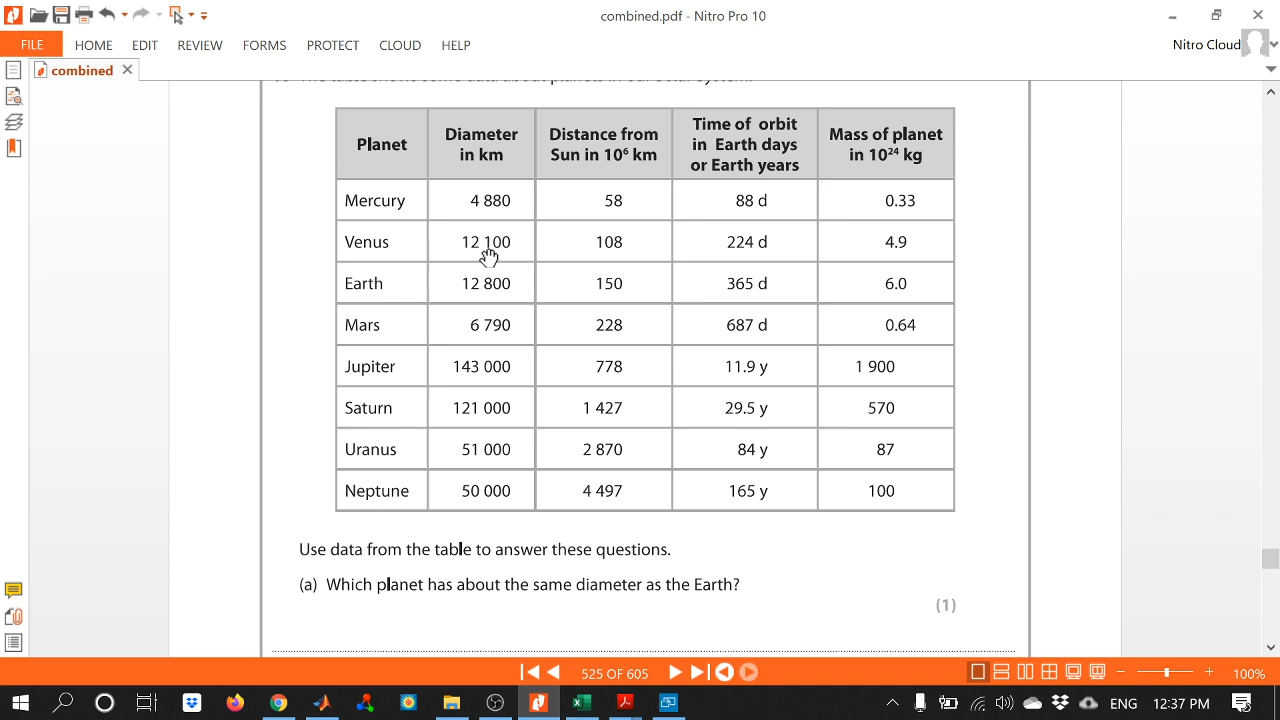 combined.pdf - Nitro Pro 10
FILE HOME EDIT REVIEW FORMS PROTECT CLOUD HELP Nitro Cloud
combined
Planet Diameter in km Distance from Sun in 10⁶ km Time of orbit in Earth days or Earth years Mass of planet in 10²⁴ kg
Mercury 4 880 58 88 d 0.33
Venus 12 100 108 224 d 4.9
Earth 12 800 150 365 d 6.0
Mars 6 790 228 687 d 0.64
Jupiter 143 000 778 11.9 y 1 900
Saturn 121 000 1 427 29.5 y 570
Uranus 51 000 2 870 84 y 87
Neptune 50 000 4 497 165 y 100
Use data from the table to answer these questions.
(a) Which planet has about the same diameter as the Earth?
(1)
525 OF 605 100%
ENG 12:37 PM